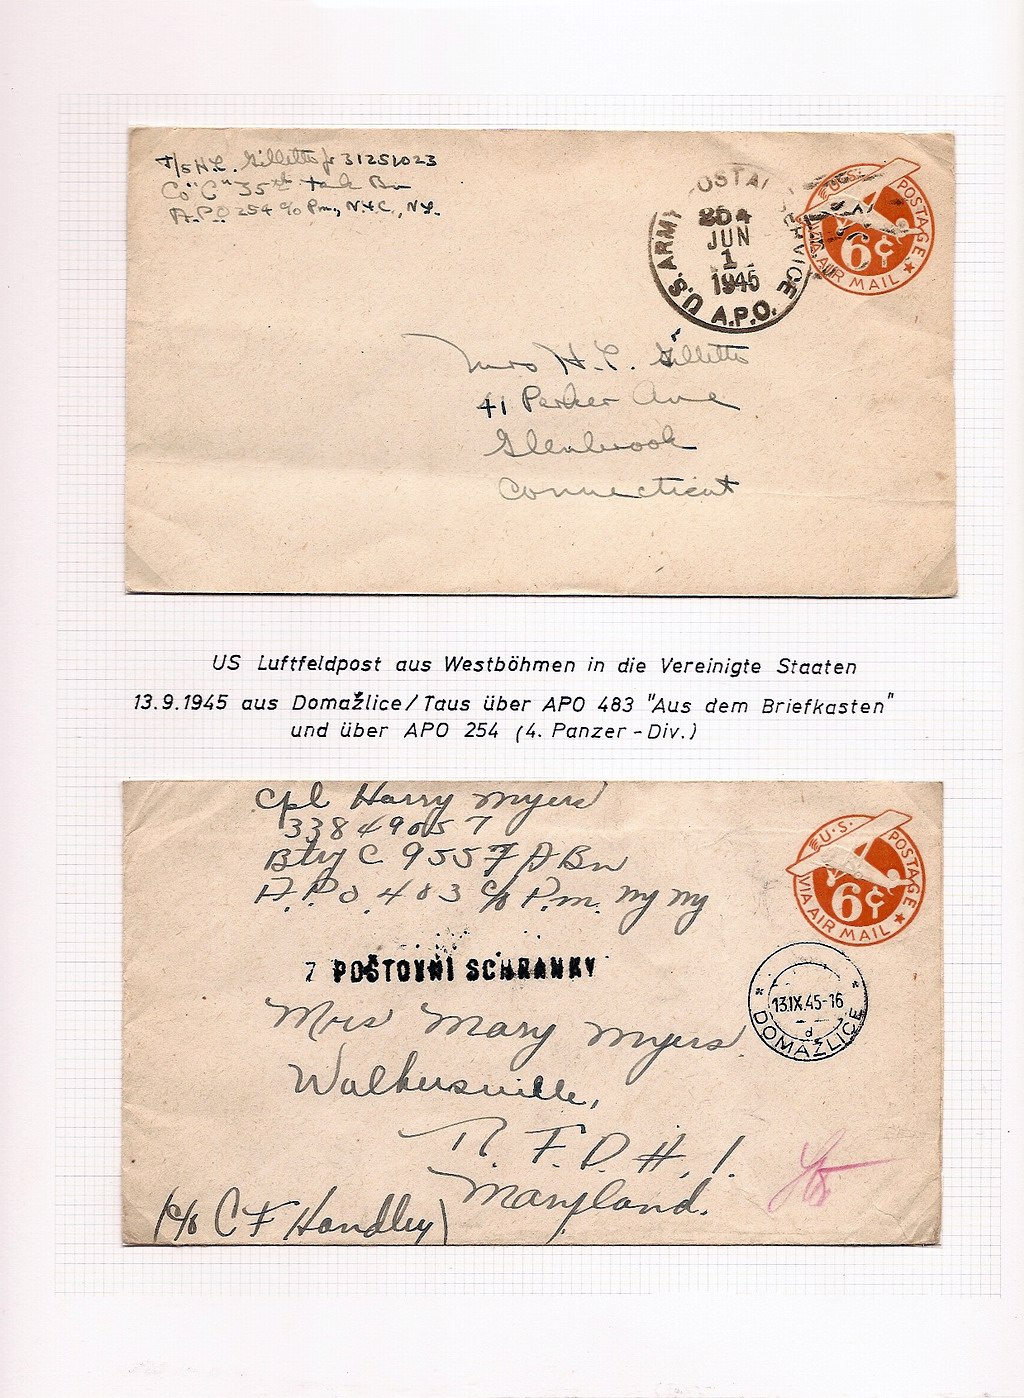 T/5 H.L. Gillette Jr 31251023
Co "C" 35th Tank Bn
A.P.O 254 c/o Pm, N.Y.C., N.Y.
U.S. ARMY POSTAL SERVICE
JUN
1
1945
A.P.O.
U.S. POSTAGE
6¢
VIA AIR MAIL
Mrs H. L. Gillette
41 Parker Ave
Glenbrook
Connecticut
US Luftfeldpost aus Westböhmen in die Vereinigte Staaten
13.9.1945 aus Domažlice/Taus über APO 483 "Aus dem Briefkasten"
und über APO 254 (4. Panzer-Div.)
Cpl Harry Myers
33849057
Btry C 955 F A Bn
A.P.O. 483 c/o P.m. ny ny
U.S. POSTAGE
6¢
VIA AIR MAIL
Z POŠTOVNÍ SCHRÁNKY
13.IX.45-16
d
DOMAŽLICE
Mrs Mary Myers
Walkersville,
R. F. D. #. 1.
Maryland.
(c/o C F Handley)